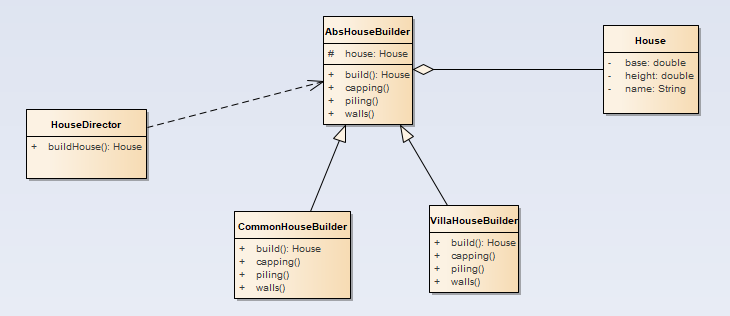 AbsHouseBuilder
# house: House
+ build(): House
+ capping()
+ piling()
+ walls()
House
- base: double
- height: double
- name: String
HouseDirector
+ buildHouse(): House
CommonHouseBuilder
+ build(): House
+ capping()
+ piling()
+ walls()
VillaHouseBuilder
+ build(): House
+ capping()
+ piling()
+ walls()